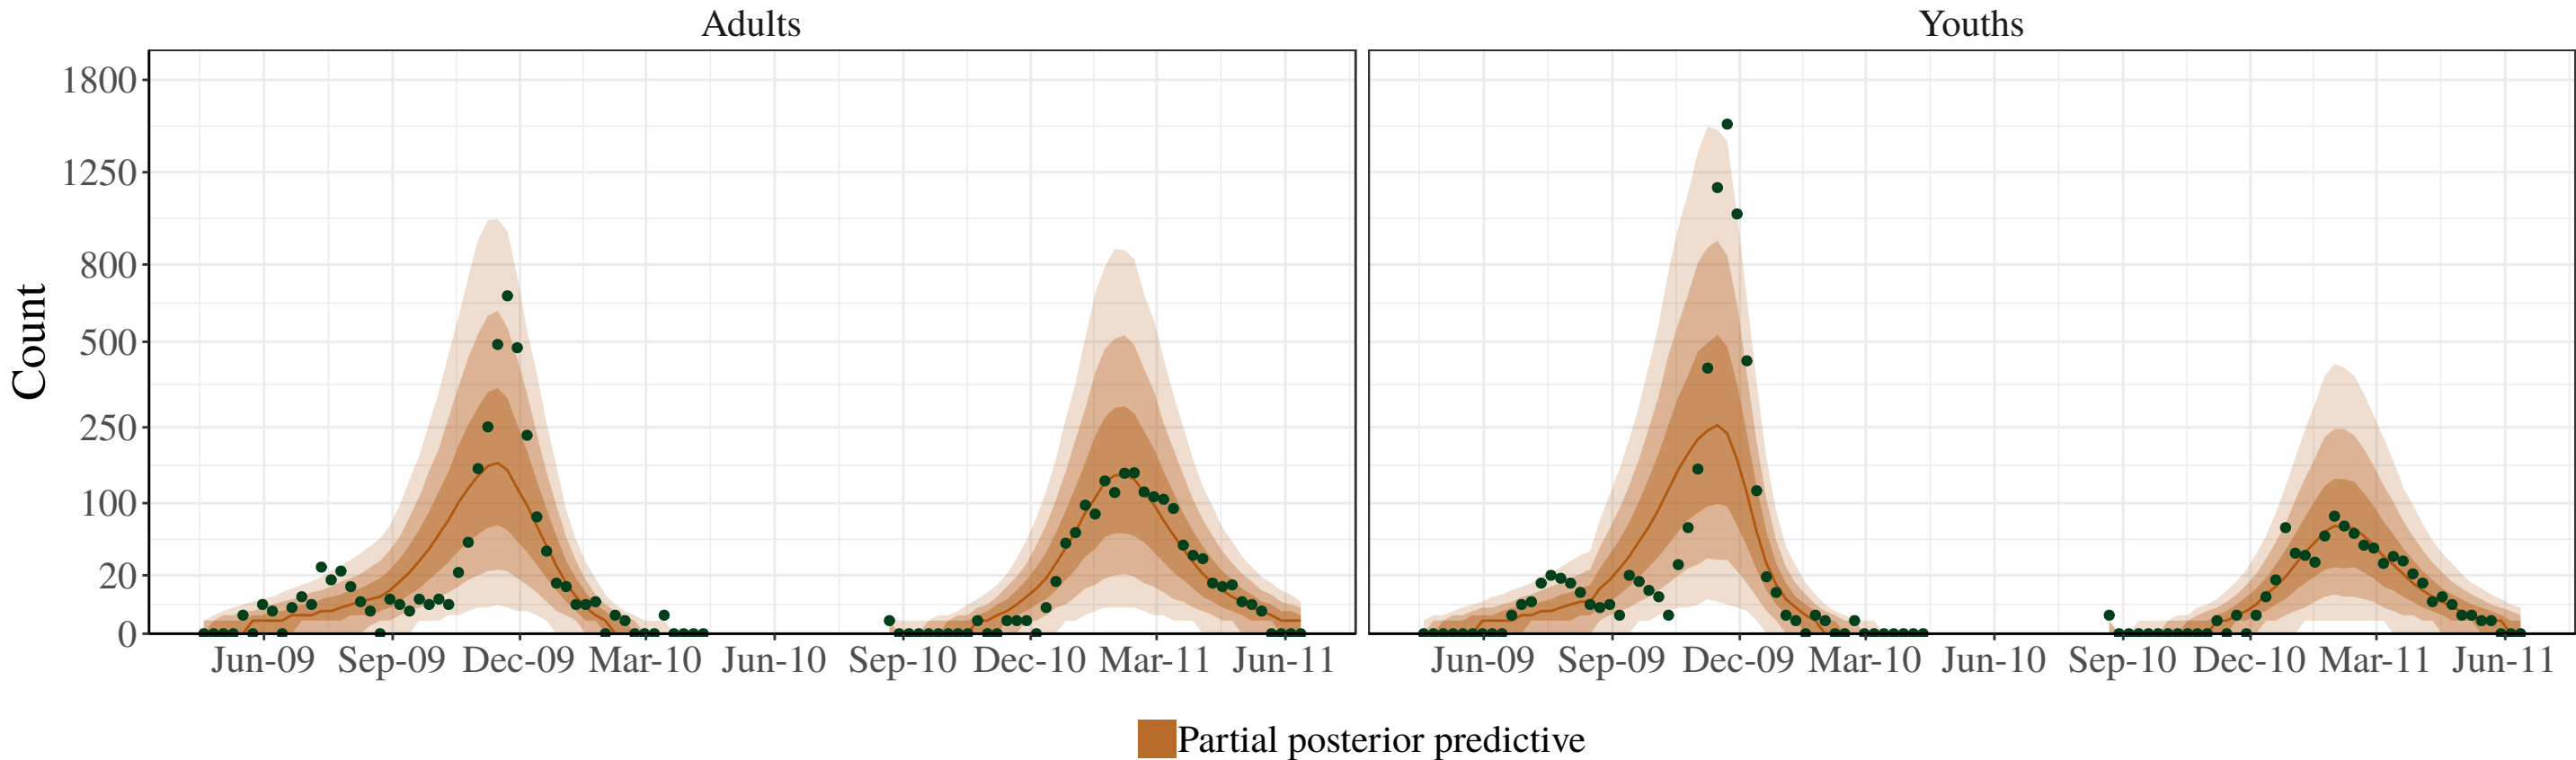 Adults Youths
Count
1800
1250
800
500
250
100
20
0
Jun-09 Sep-09 Dec-09 Mar-10 Jun-10 Sep-10 Dec-10 Mar-11 Jun-11 Jun-09 Sep-09 Dec-09 Mar-10 Jun-10 Sep-10 Dec-10 Mar-11 Jun-11
Partial posterior predictive